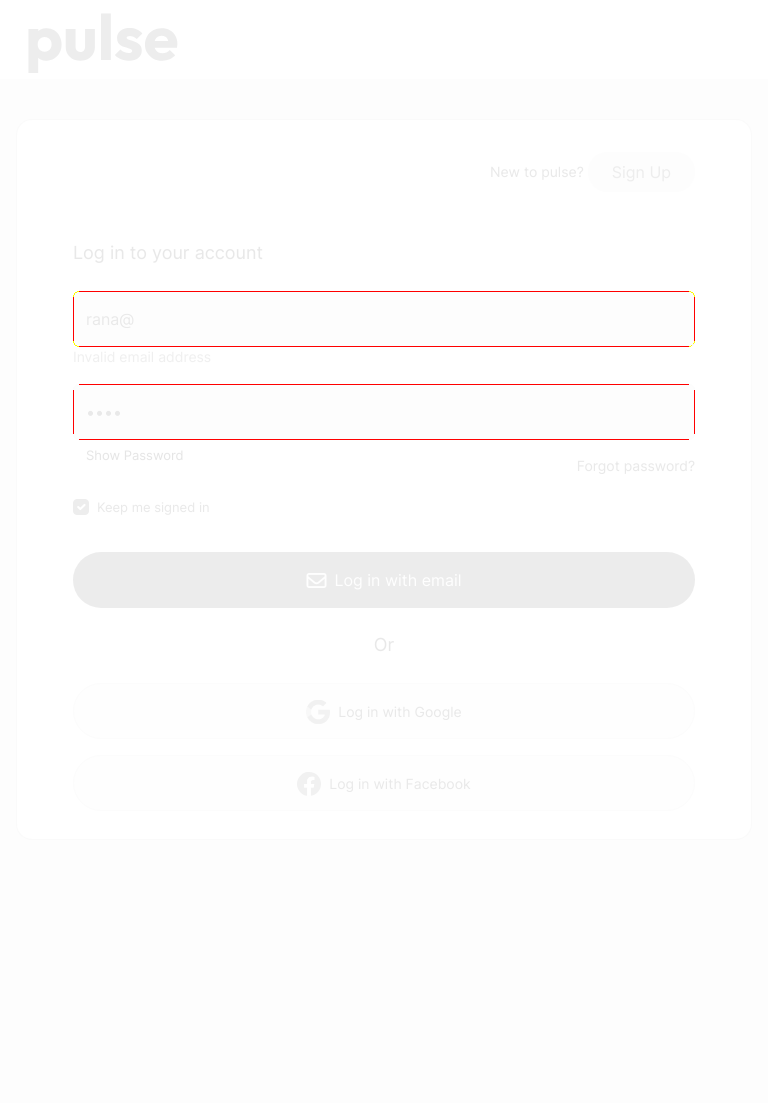 pulse
New to pulse? Sign Up
Log in to your account
rana@
Invalid email address
••••
Show Password
Forgot password?
Keep me signed in
Log in with email
Or
Log in with Google
Log in with Facebook